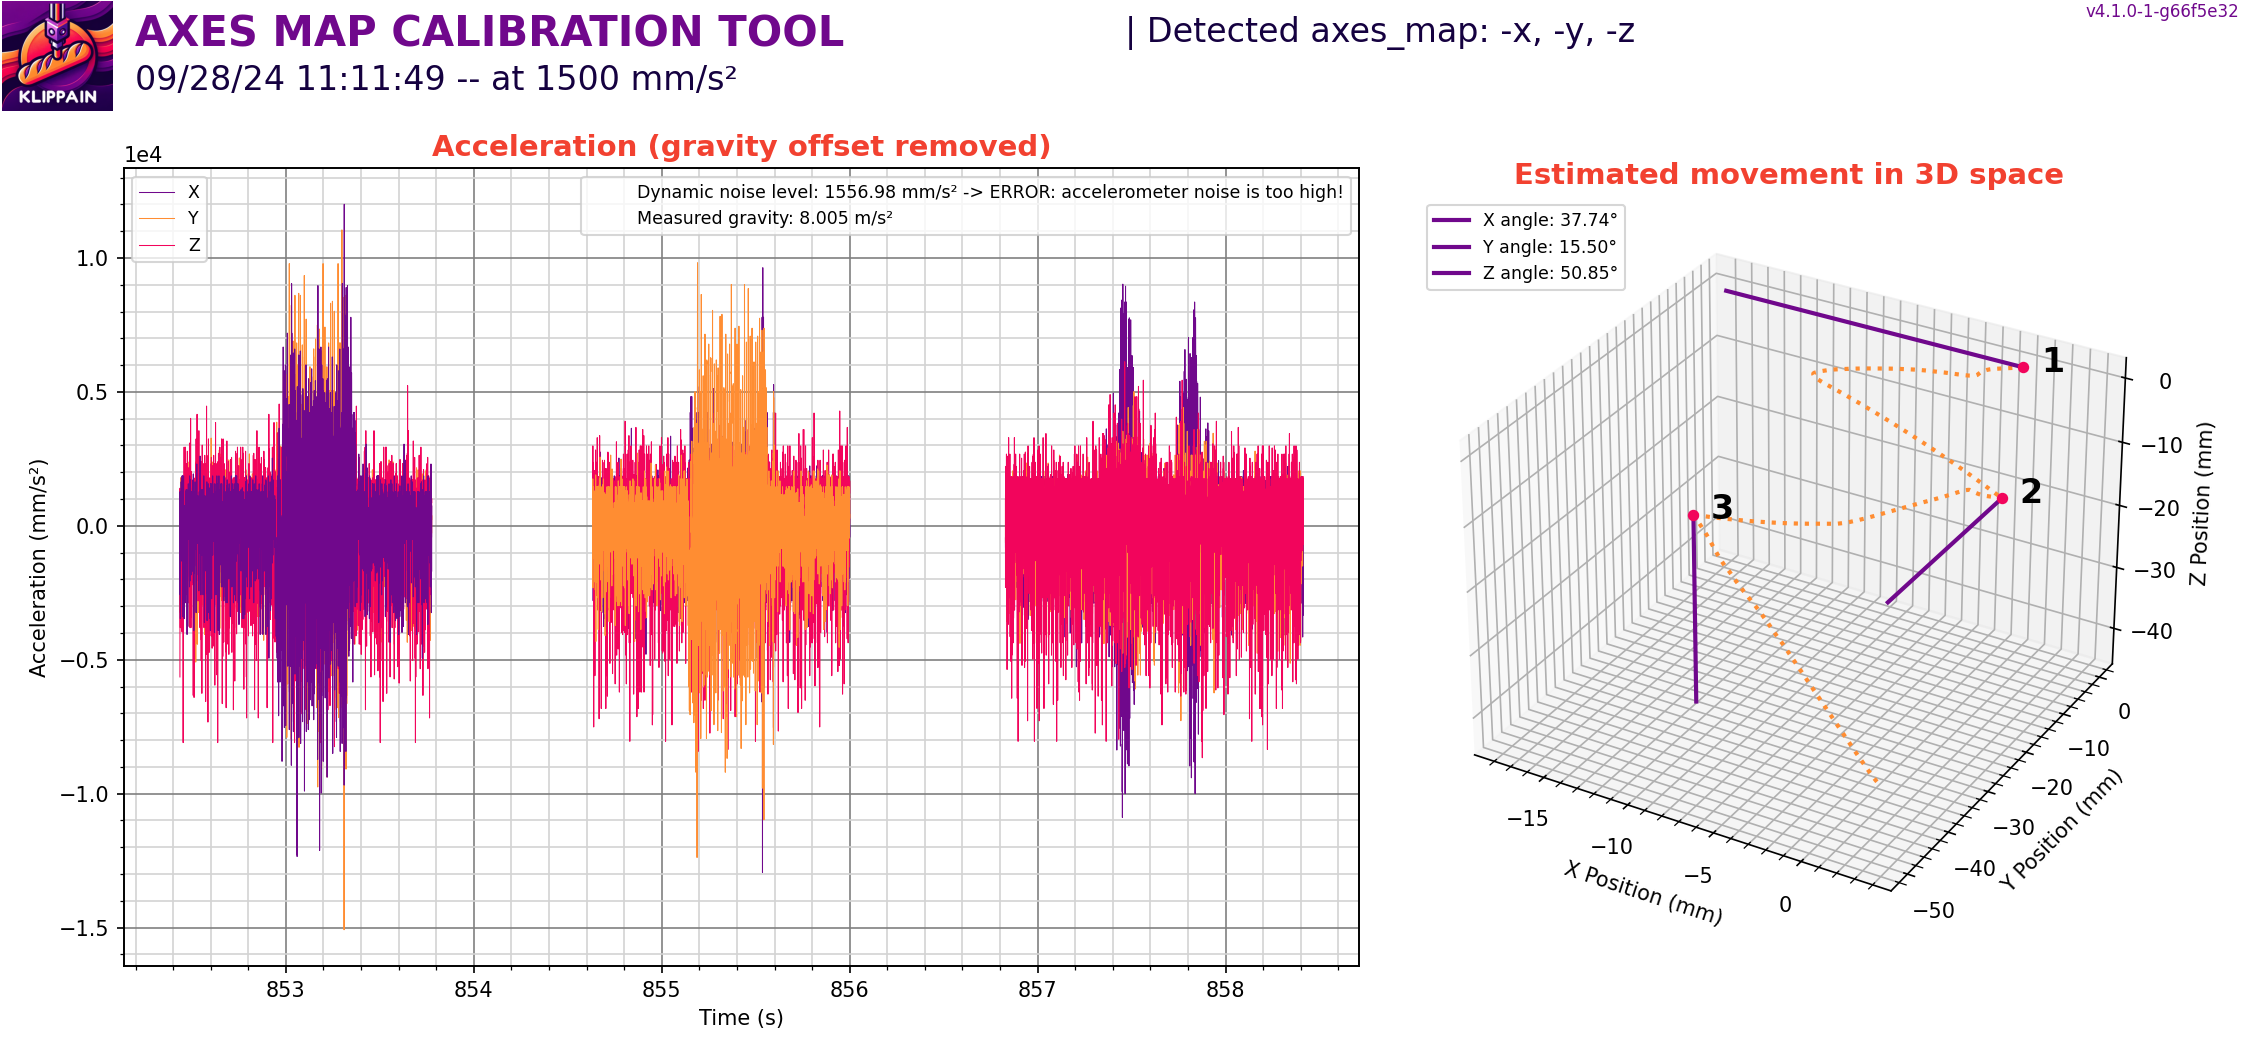 AXES MAP CALIBRATION TOOL
| Detected axes_map: -x, -y, -z
v4.1.0-1-g66f5e32
09/28/24 11:11:49 -- at 1500 mm/s²
KLIPPAIN
Acceleration (gravity offset removed)
1e4
X
Y
Z
Dynamic noise level: 1556.98 mm/s² -> ERROR: accelerometer noise is too high!
Measured gravity: 8.005 m/s²
1.0
0.5
0.0
−0.5
−1.0
−1.5
Acceleration (mm/s²)
853
854
855
856
857
858
Time (s)
Estimated movement in 3D space
X angle: 37.74°
Y angle: 15.50°
Z angle: 50.85°
1
2
3
0
−10
−20
−30
−40
Z Position (mm)
0
−10
−20
−30
−40
−50
Y Position (mm)
−15
−10
−5
0
X Position (mm)